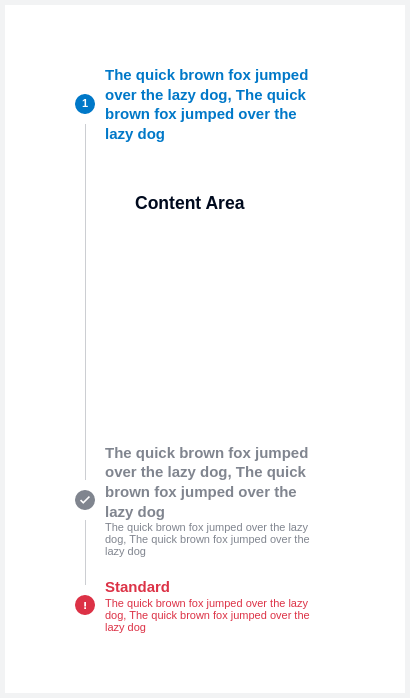 The quick brown fox jumped
over the lazy dog, The quick
1
brown fox jumped over the
lazy dog
Content Area
The quick brown fox jumped
over the lazy dog, The quick
brown fox jumped over the
lazy dog
The quick brown fox jumped over the lazy
dog, The quick brown fox jumped over the
lazy dog
Standard
!
The quick brown fox jumped over the lazy
dog, The quick brown fox jumped over the
lazy dog